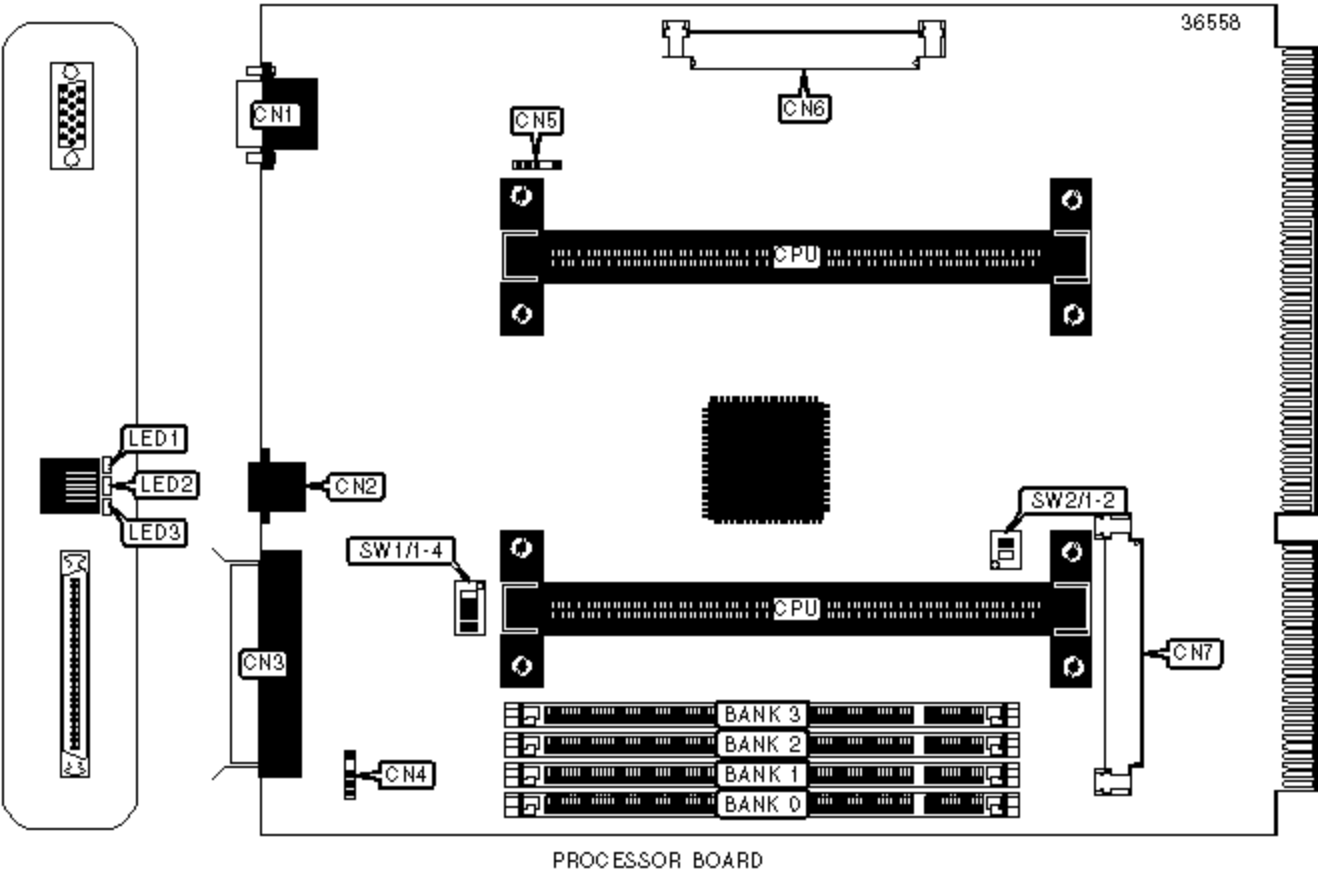 36558
CN1
CN6
CN5
CPU
LED1
LED2
CN2
SW2/1-2
LED3
SW1/1-4
CPU
CN3
CN7
BANK 3
BANK 2
BANK 1
CN4
BANK 0
PROCESSOR BOARD